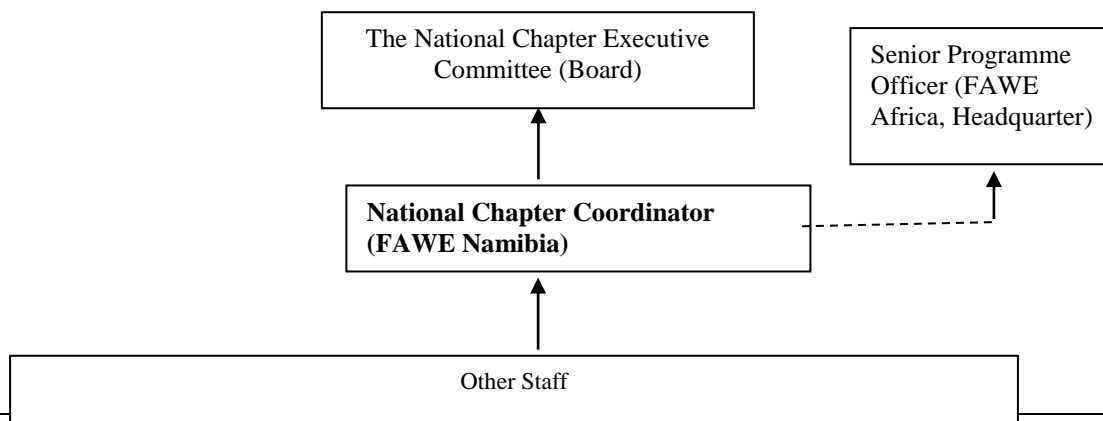 The National Chapter Executive
Committee (Board)
Senior Programme
Officer (FAWE
Africa, Headquarter)
National Chapter Coordinator
(FAWE Namibia)
Other Staff